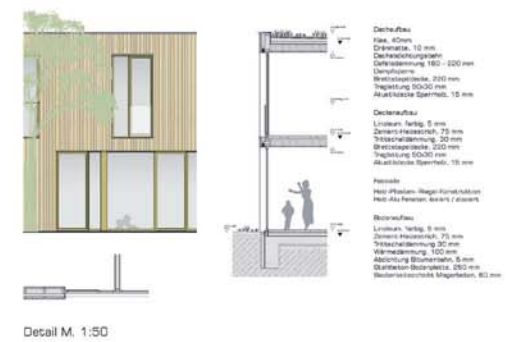 Dachaufbau
Kies, 40mm
Dränmatte, 10 mm
Dachabdichtungsbahn
Gefälledämmung 160 - 220 mm
Dampfsperre
Brettstapeldecke, 220 mm
Traglattung 50x30 mm
Akustikdecke Sperrholz, 15 mm
Deckenaufbau
Linoleum, farbig, 5 mm
Zement-Heizestrich, 75 mm
Trittschalldämmung, 30 mm
Brettstapeldecke, 220 mm
Traglattung 50x30 mm
Akustikdecke Sperrholz, 15 mm
Fassade
Holz-Pfosten-Riegel-Konstruktion
Holz-Alu Fenster, lasiert / eloxiert
Bodenaufbau
Linoleum, farbig, 5 mm
Zement-Heizestrich, 75 mm
Trittschalldämmung 30 mm
Wärmedämmung, 100 mm
Abdichtung Bitumenbahn, 5 mm
Stahlbeton-Bodenplatte, 250 mm
Sauberkeitsschicht Magerbeton, 50 mm
Detail M. 1:50